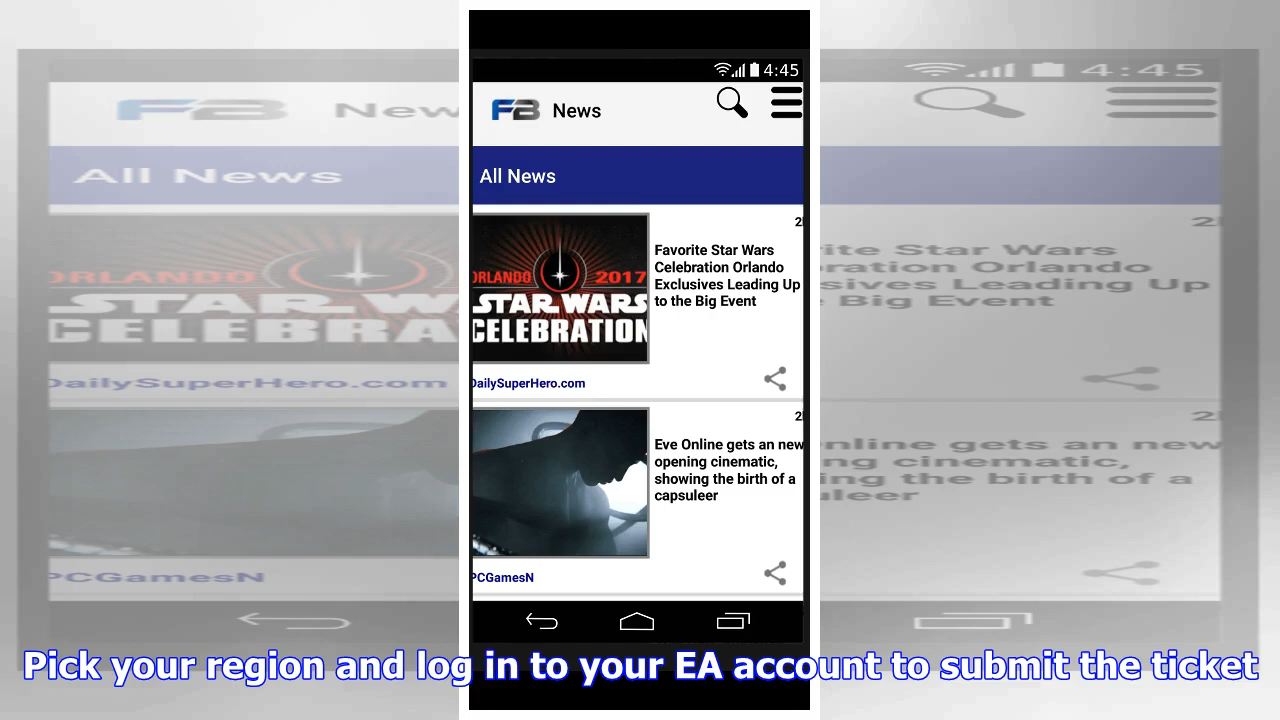 4:45
FB News
All News
2
ORLANDO 2017
STAR WARS
CELEBRATION
Favorite Star Wars
Celebration Orlando
Exclusives Leading Up
to the Big Event
DailySuperHero.com
2
Eve Online gets an new
opening cinematic,
showing the birth of a
capsuleer
PCGamesN
Pick your region and log in to your EA account to submit the ticket